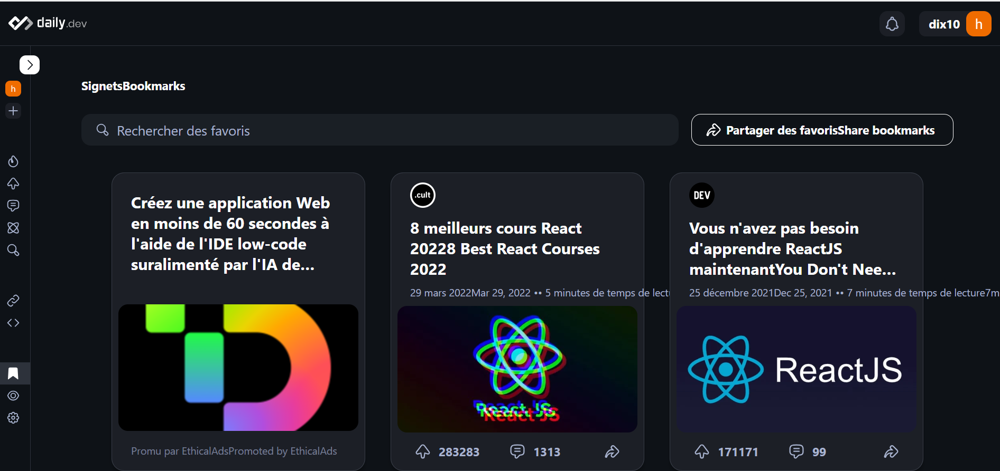 daily.dev
dix10
h
h
SignetsBookmarks
Rechercher des favoris
Partager des favorisShare bookmarks
Créez une application Web
en moins de 60 secondes à
l'aide de l'IDE low-code
suralimenté par l'IA de...
Promu par EthicalAdsPromoted by EthicalAds
.cult
8 meilleurs cours React
20228 Best React Courses
2022
29 mars 2022Mar 29, 2022 •• 5 minutes de temps de lectu
React JS
283283
1313
DEV
Vous n'avez pas besoin
d'apprendre ReactJS
maintenantYou Don't Nee...
25 décembre 2021Dec 25, 2021 •• 7 minutes de temps de lecture7m
ReactJS
171171
99